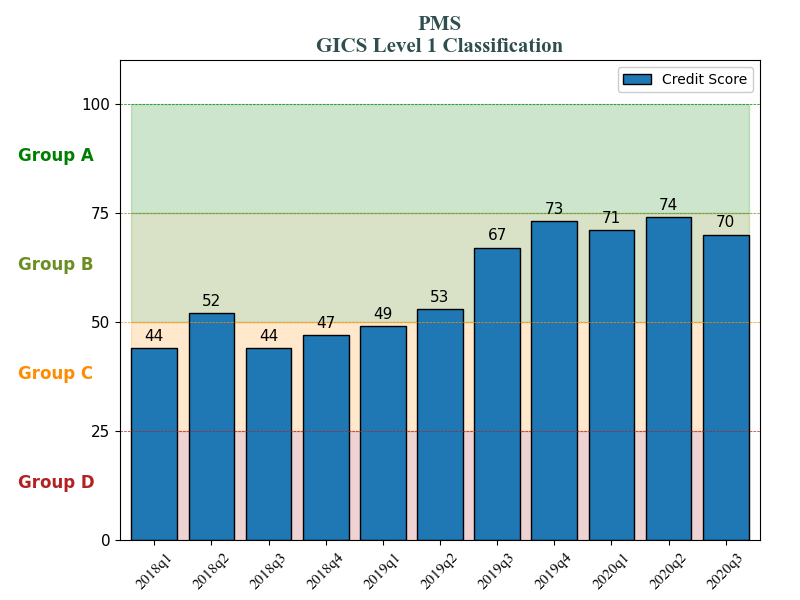 PMS
GICS Level 1 Classification
Credit Score
100
Group A
75
Group B
50
Group C
25
Group D
0
44
52
44
47
49
53
67
73
71
74
70
2018q1
2018q2
2018q3
2018q4
2019q1
2019q2
2019q3
2019q4
2020q1
2020q2
2020q3